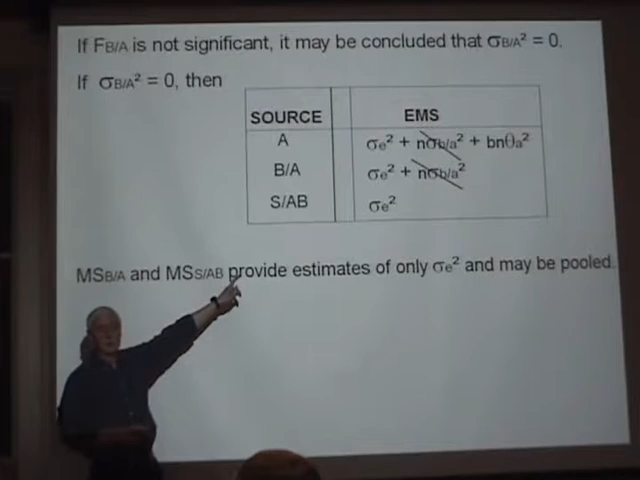 If FB/A is not significant, it may be concluded that σB/A² = 0.
If σB/A² = 0, then
SOURCE EMS
A σe² + nσb/a² + bnθa²
B/A σe² + nσb/a²
S/AB σe²
MSB/A and MSS/AB provide estimates of only σe² and may be pooled.